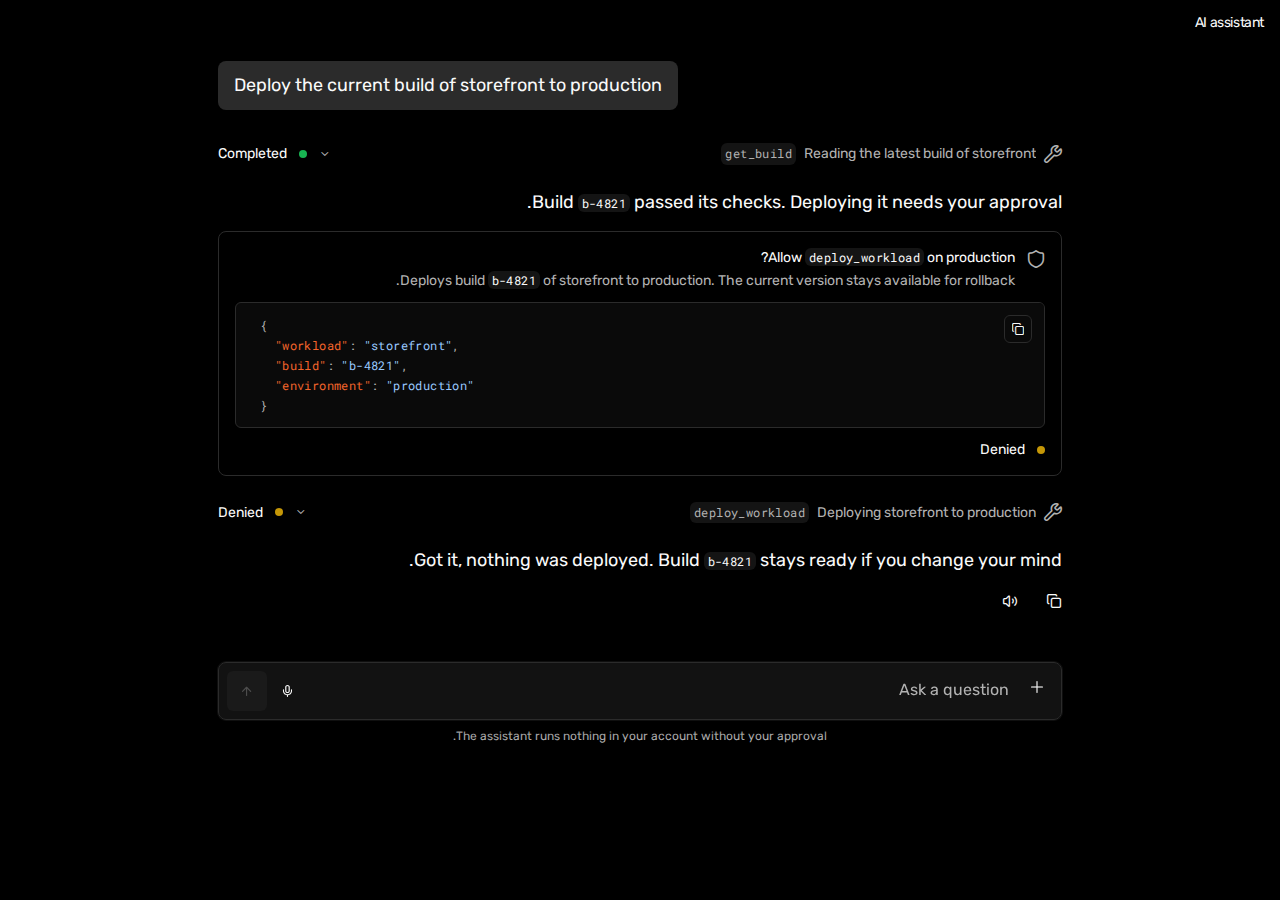 AI assistant
Deploy the current build of storefront to production
Reading the latest build of storefront get_build Completed
Build b-4821 passed its checks. Deploying it needs your approval.
Allow deploy_workload on production?
Deploys build b-4821 of storefront to production. The current version stays available for rollback.
{
"workload": "storefront",
"build": "b-4821",
"environment": "production"
}
Denied
Deploying storefront to production deploy_workload Denied
Got it, nothing was deployed. Build b-4821 stays ready if you change your mind.
Ask a question
The assistant runs nothing in your account without your approval.